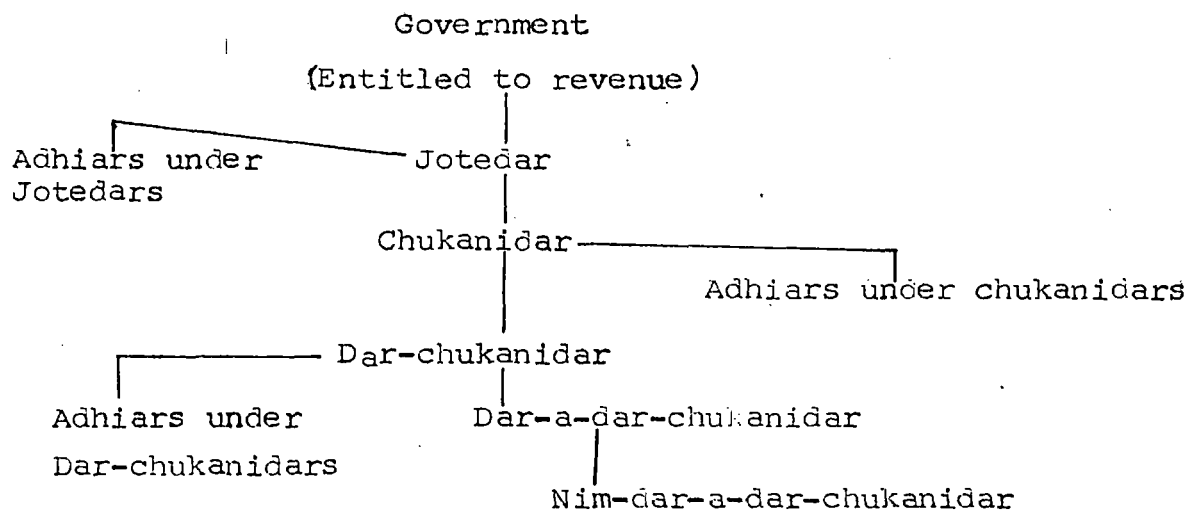 Government
(Entitled to revenue)
Adhiars under
Jotedars
Jotedar
Chukanidar
Adhiars under chukanidars
Dar-chukanidar
Adhiars under
Dar-chukanidars
Dar-a-dar-chukanidar
Nim-dar-a-dar-chukanidar